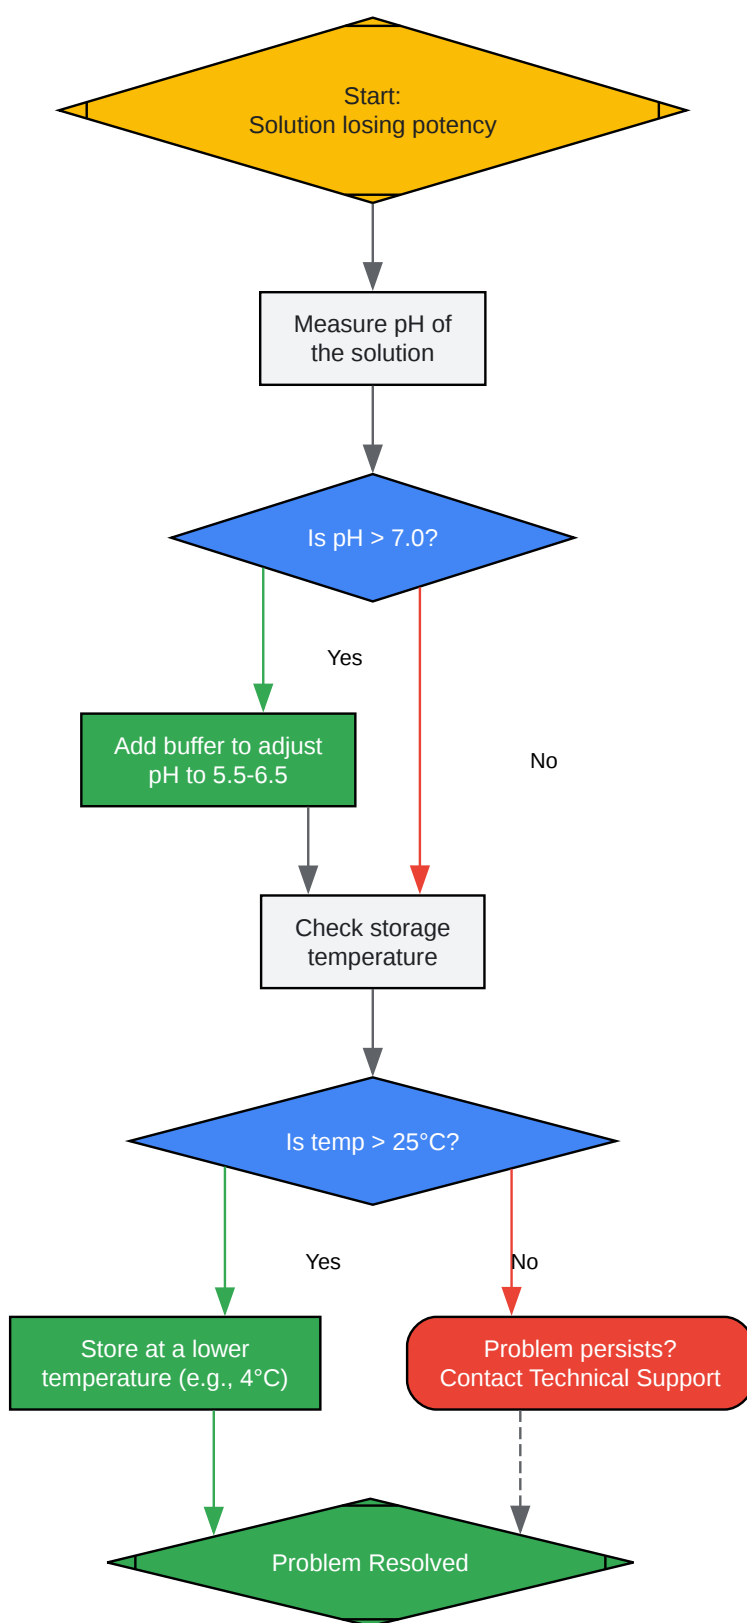 Start:
Solution losing potency
Measure pH of
the solution
Is pH > 7.0?
Yes
Add buffer to adjust
pH to 5.5-6.5
No
Check storage
temperature
Is temp > 25°C?
Yes
No
Store at a lower
temperature (e.g., 4°C)
Problem persists?
Contact Technical Support
Problem Resolved